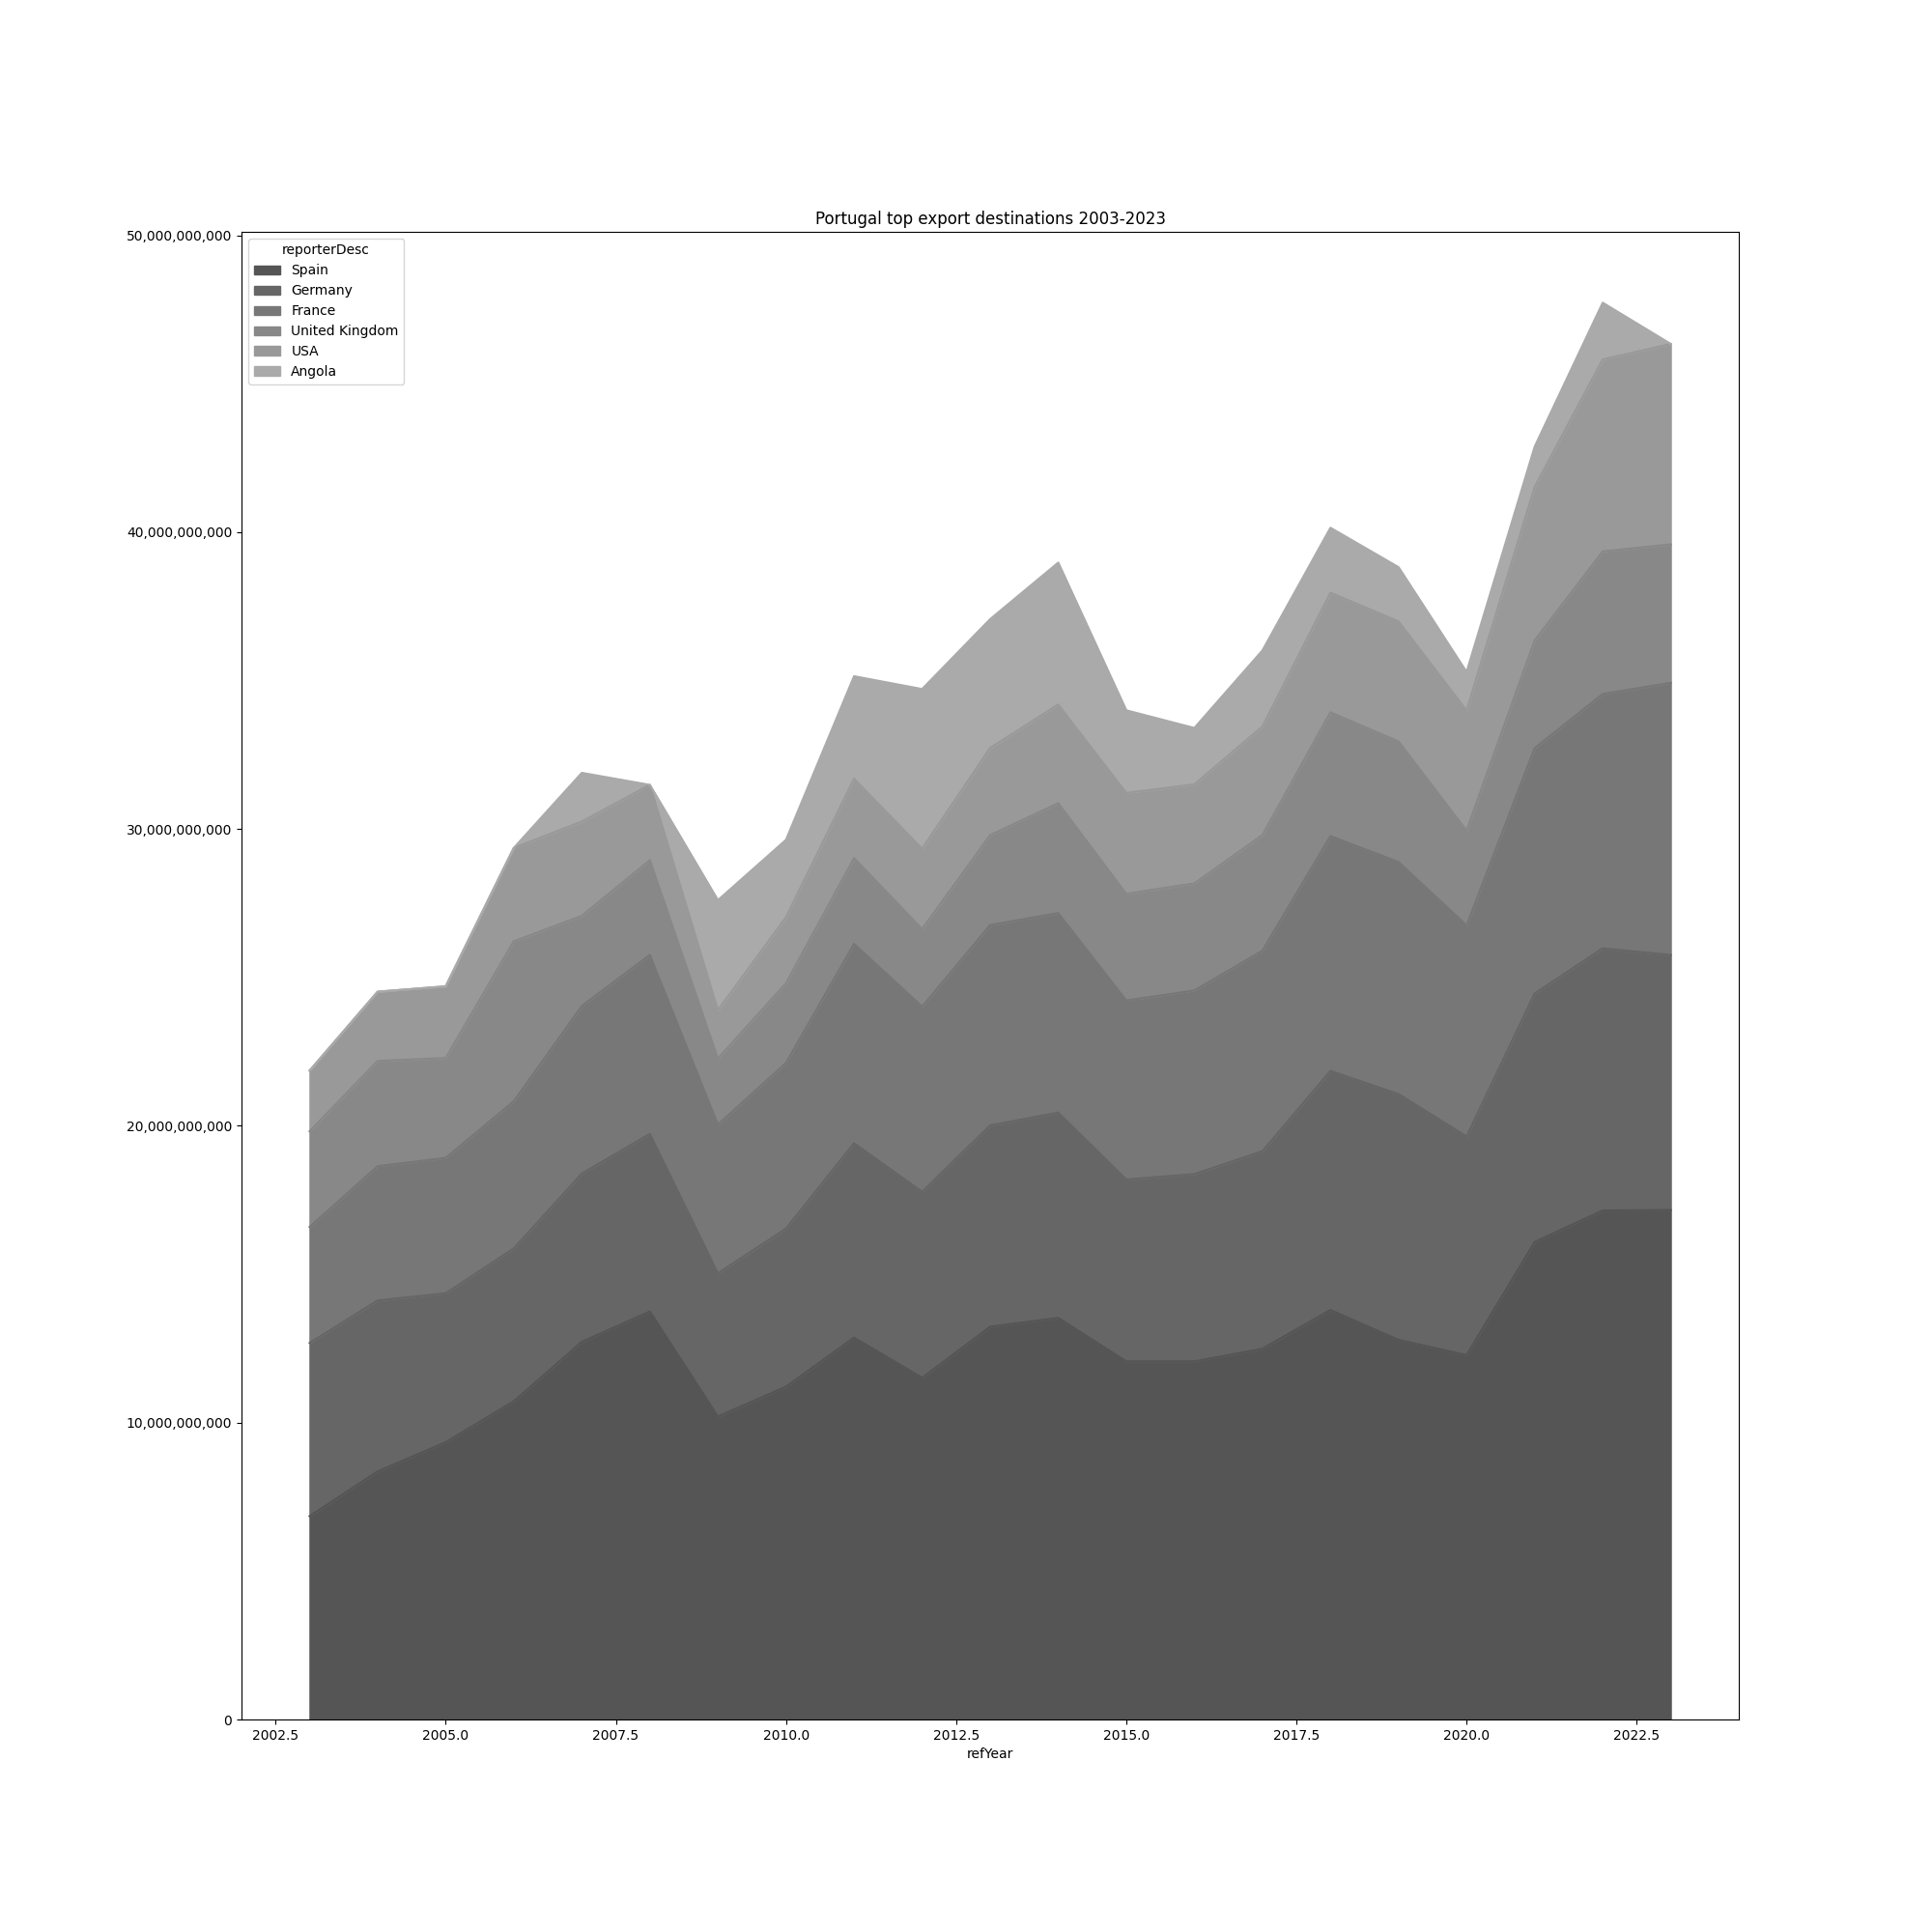 Portugal top export destinations 2003-2023
50,000,000,000
40,000,000,000
30,000,000,000
20,000,000,000
10,000,000,000
0
reporterDesc
Spain
Germany
France
United Kingdom
USA
Angola
2002.5 2005.0 2007.5 2010.0 2012.5 2015.0 2017.5 2020.0 2022.5
refYear